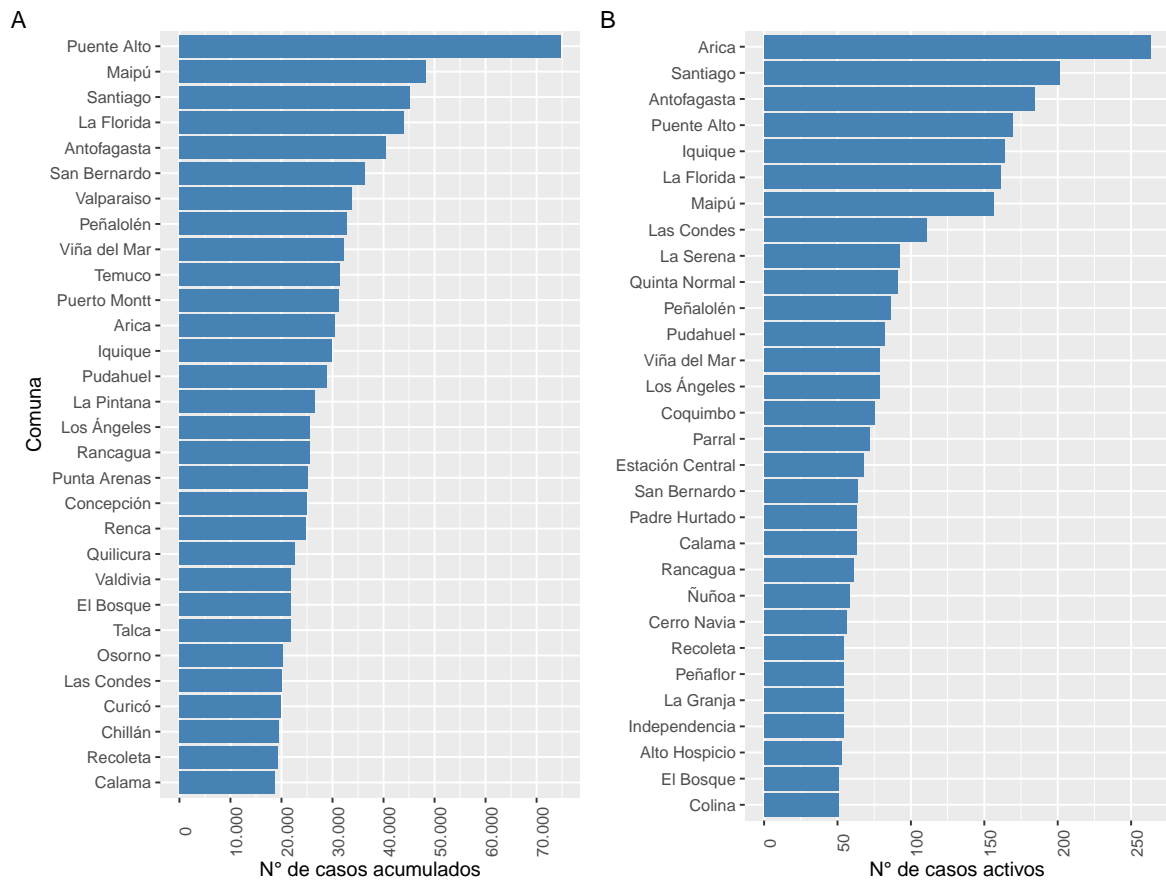 A
Puente Alto
Maipú
Santiago
La Florida
Antofagasta
San Bernardo
Valparaiso
Peñalolén
Viña del Mar
Temuco
Puerto Montt
Arica
Iquique
Pudahuel
La Pintana
Los Ángeles
Rancagua
Punta Arenas
Concepción
Renca
Quilicura
Valdivia
El Bosque
Talca
Osorno
Las Condes
Curicó
Chillán
Recoleta
Calama
Comuna
0
10.000
20.000
30.000
40.000
50.000
60.000
70.000
N° de casos acumulados
B
Arica
Santiago
Antofagasta
Puente Alto
Iquique
La Florida
Maipú
Las Condes
La Serena
Quinta Normal
Peñalolén
Pudahuel
Viña del Mar
Los Ángeles
Coquimbo
Parral
Estación Central
San Bernardo
Padre Hurtado
Calama
Rancagua
Ñuñoa
Cerro Navia
Recoleta
Peñaflor
La Granja
Independencia
Alto Hospicio
El Bosque
Colina
0
50
100
150
200
250
N° de casos activos